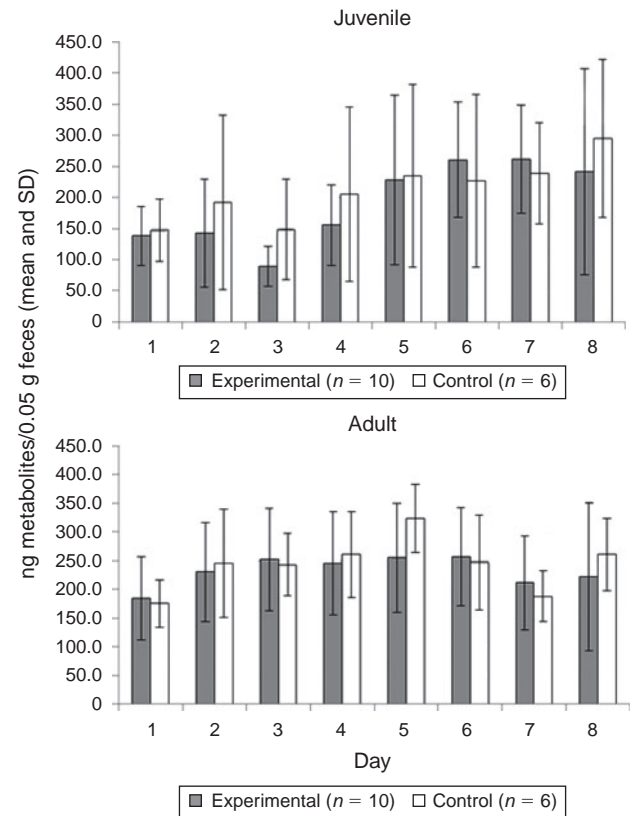 Juvenile
450.0
400.0
350.0
300.0
250.0
200.0
150.0
100.0
50.0
0
1 2 3 4 5 6 7 8
Experimental (n = 10) Control (n = 6)
ng metabolites/0.05 g feces (mean and SD)
Adult
450.0
400.0
350.0
300.0
250.0
200.0
150.0
100.0
50.0
0
1 2 3 4 5 6 7 8
Day
Experimental (n = 10) Control (n = 6)